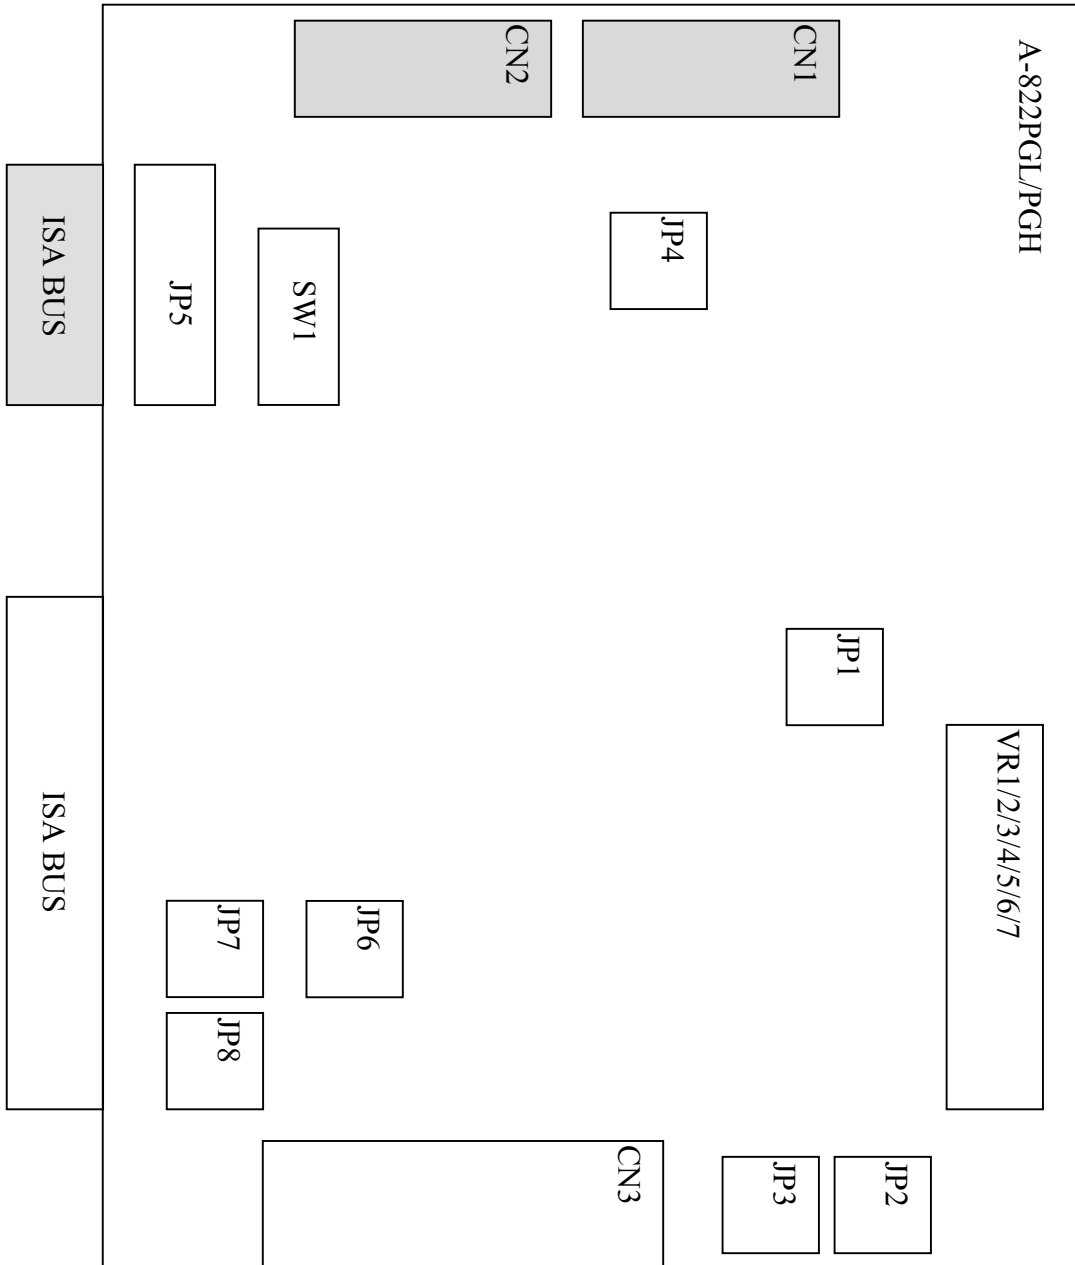 A-822PGL/PGH
VR1/2/3/4/5/6/7
CN1
JP1
JP2
JP4
JP3
CN2
CN3
SW1
JP6
JP5
JP7
JP8
ISA BUS
ISA BUS